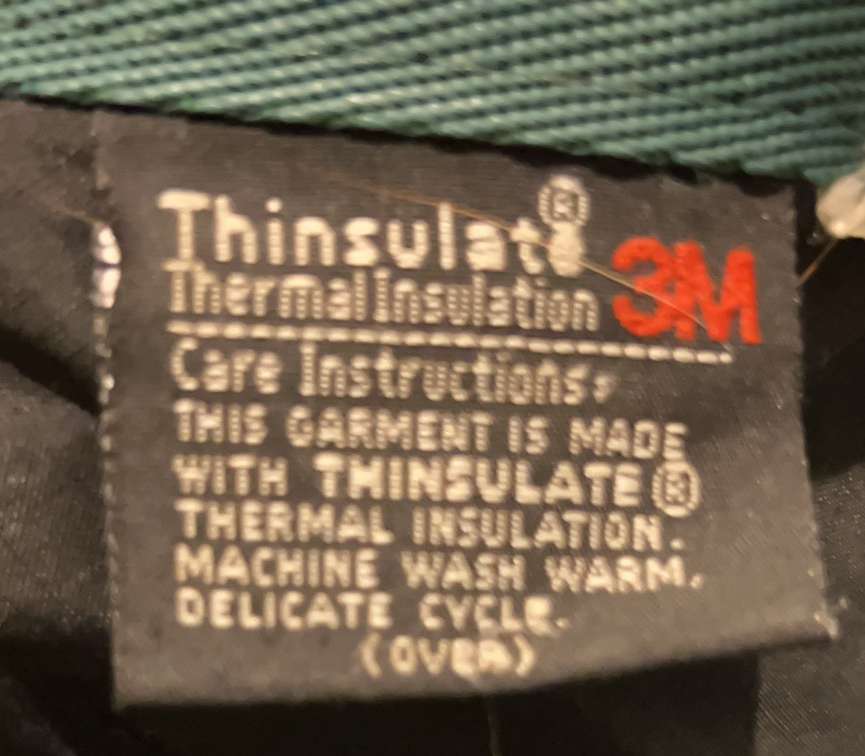 Thinsulate®
Thermal Insulation 3M
Care Instructions:
THIS GARMENT IS MADE
WITH THINSULATE®
THERMAL INSULATION.
MACHINE WASH WARM.
DELICATE CYCLE.
(OVER)